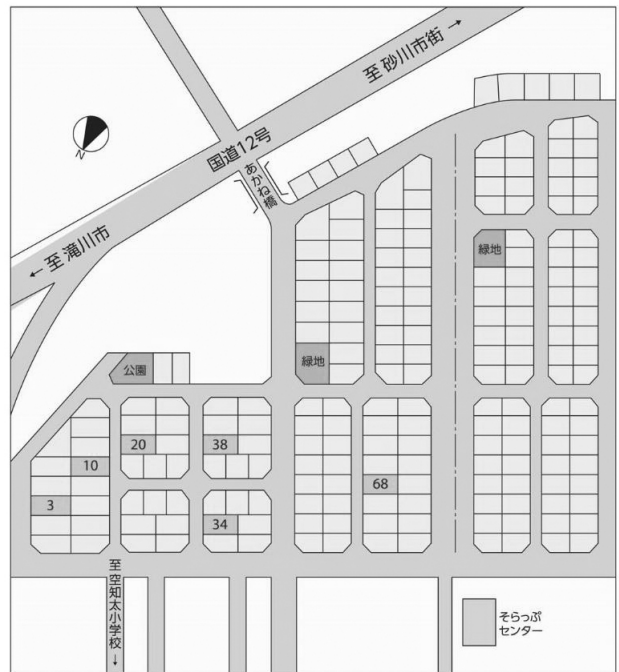 至 砂川市街 →
国道12号
あかね橋
N
← 至 滝川市
緑地
緑地
公園
20
38
10
68
3
34
至 空知太小学校 →
そらっぷ
センター